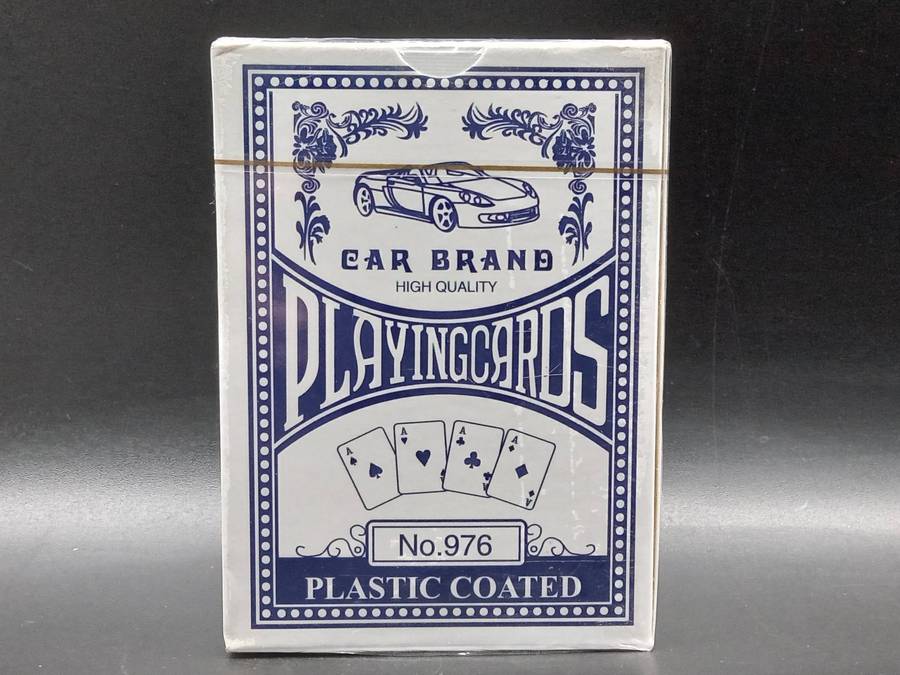 CAR BRAND
HIGH QUALITY
PLAYINGCARDS
A A A A
A
No.976
PLASTIC COATED